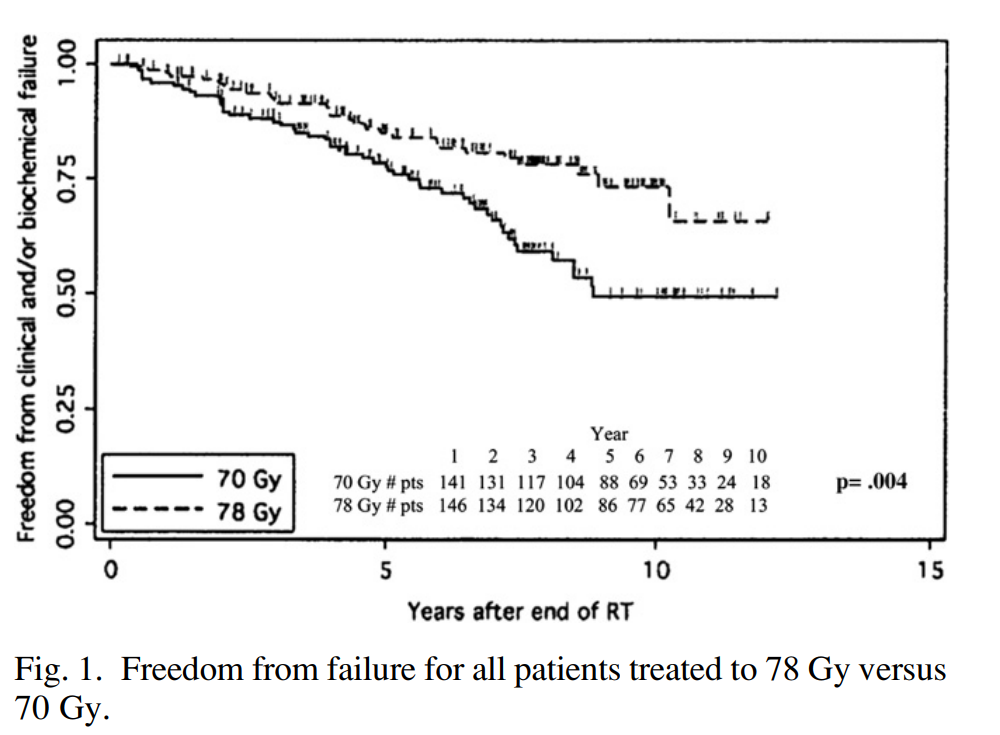 Freedom from clinical and/or biochemical failure
1.00
0.75
0.50
0.25
0.00
Year
1 2 3 4 5 6 7 8 9 10
70 Gy # pts 141 131 117 104 88 69 53 33 24 18
78 Gy # pts 146 134 120 102 86 77 65 42 28 13
p= .004
70 Gy
78 Gy
0 5 10 15
Years after end of RT
Fig. 1. Freedom from failure for all patients treated to 78 Gy versus
70 Gy.